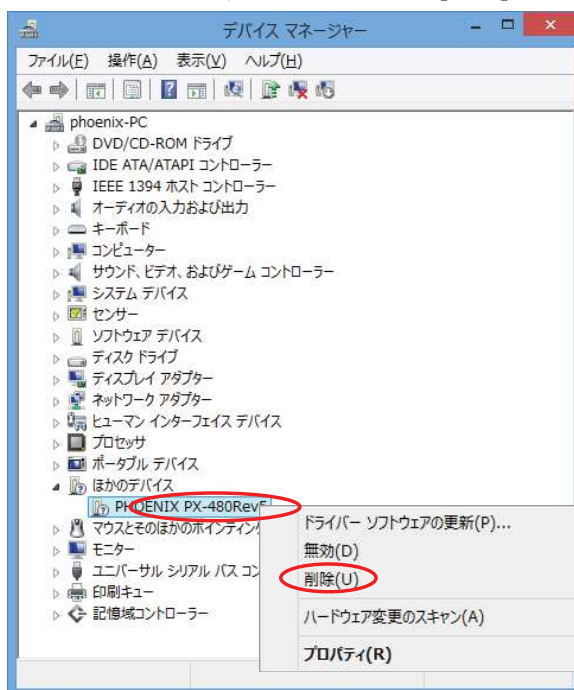 デバイス マネージャー
ファイル(F) 操作(A) 表示(V) ヘルプ(H)
phoenix-PC
DVD/CD-ROM ドライブ
IDE ATA/ATAPI コントローラー
IEEE 1394 ホスト コントローラー
オーディオの入力および出力
キーボード
コンピューター
サウンド、ビデオ、およびゲーム コントローラー
システム デバイス
センサー
ソフトウェア デバイス
ディスク ドライブ
ディスプレイ アダプター
ネットワーク アダプター
ヒューマン インターフェイス デバイス
プロセッサ
ポータブル デバイス
ほかのデバイス
PHOENIX PX-480Rev
マウスとそのほかのポインティン
モニター
ユニバーサル シリアル バス コン
印刷キュー
記憶域コントローラー
ドライバー ソフトウェアの更新(P)...
無効(D)
削除(U)
ハードウェア変更のスキャン(A)
プロパティ(R)